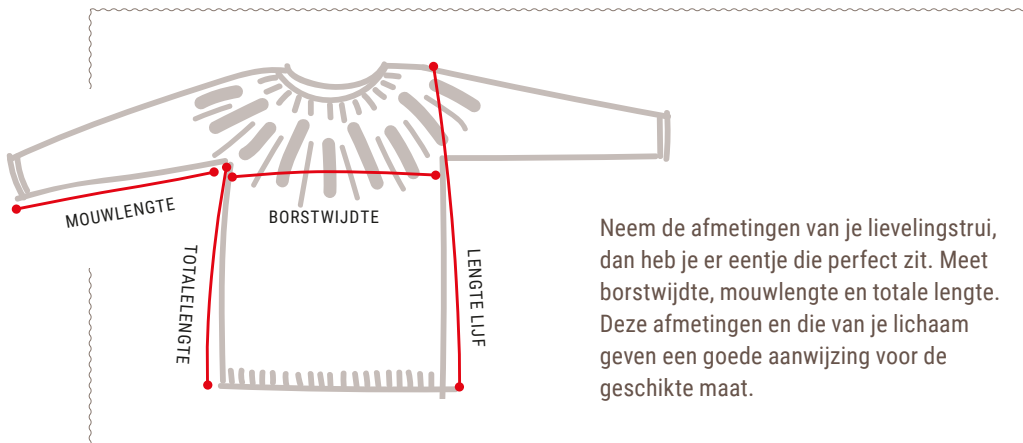 MOUWLENGTE
BORSTWIJDTE
TOTALELENGTE
LENGTE LIJF
Neem de afmetingen van je lievelingstrui,
dan heb je er eentje die perfect zit. Meet
borstwijdte, mouwlengte en totale lengte.
Deze afmetingen en die van je lichaam
geven een goede aanwijzing voor de
geschikte maat.